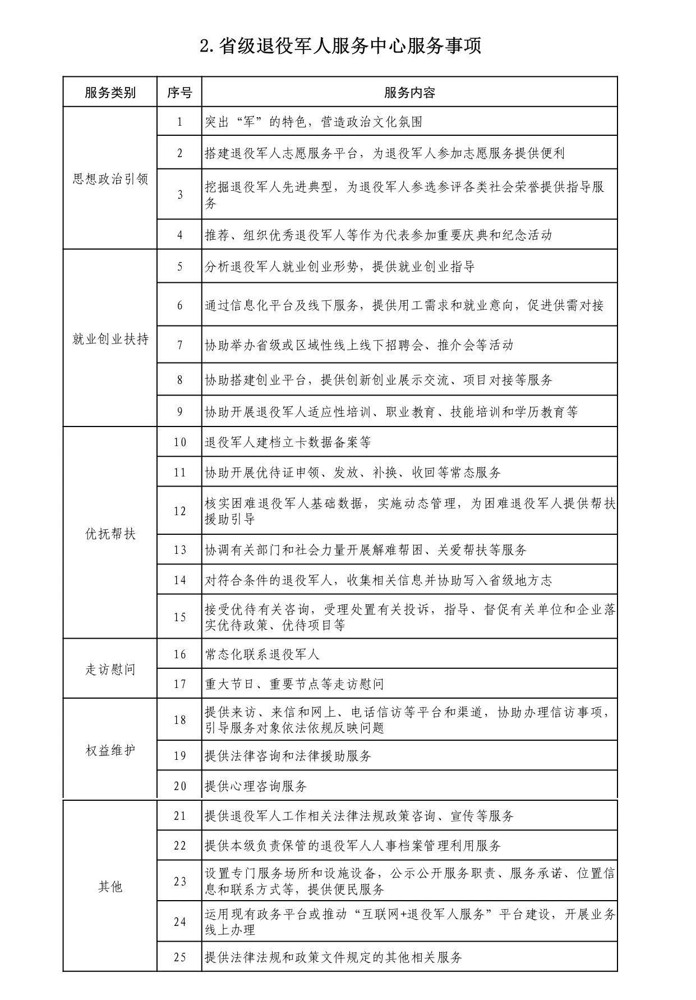 2.省级退役军人服务中心服务事项
服务类别 序号 服务内容
思想政治引领
1 突出“军”的特色，营造政治文化氛围
2 搭建退役军人志愿服务平台，为退役军人参加志愿服务提供便利
3 挖掘退役军人先进典型，为退役军人参选参评各类社会荣誉提供指导服
务
4 推荐、组织优秀退役军人等作为代表参加重要庆典和纪念活动
就业创业扶持
5 分析退役军人就业创业形势，提供就业创业指导
6 通过信息化平台及线下服务，提供用工需求和就业意向，促进供需对接
7 协助举办省级或区域性线上线下招聘会、推介会等活动
8 协助搭建创业平台，提供创新创业展示交流、项目对接等服务
9 协助开展退役军人适应性培训、职业教育、技能培训和学历教育等
优抚帮扶
10 退役军人建档立卡数据备案等
11 协助开展优待证申领、发放、补换、收回等常态服务
12 核实困难退役军人基础数据，实施动态管理，为困难退役军人提供帮扶
援助引导
13 协调有关部门和社会力量开展解难帮困、关爱帮扶等服务
14 对符合条件的退役军人，收集相关信息并协助写入省级地方志
15 接受优待有关咨询，受理处置有关投诉，指导、督促有关单位和企业落
实优待政策、优待项目等
走访慰问
16 常态化联系退役军人
17 重大节日、重要节点等走访慰问
权益维护
18 提供来访、来信和网上、电话信访等平台和渠道，协助办理信访事项，
引导服务对象依法依规反映问题
19 提供法律咨询和法律援助服务
20 提供心理咨询服务
其他
21 提供退役军人工作相关法律法规政策咨询、宣传等服务
22 提供本级负责保管的退役军人人事档案管理利用服务
23 设置专门服务场所和设施设备，公示公开服务职责、服务承诺、位置信
息和联系方式等，提供便民服务
24 运用现有政务平台或推动“互联网+退役军人服务”平台建设，开展业务
线上办理
25 提供法律法规和政策文件规定的其他相关服务